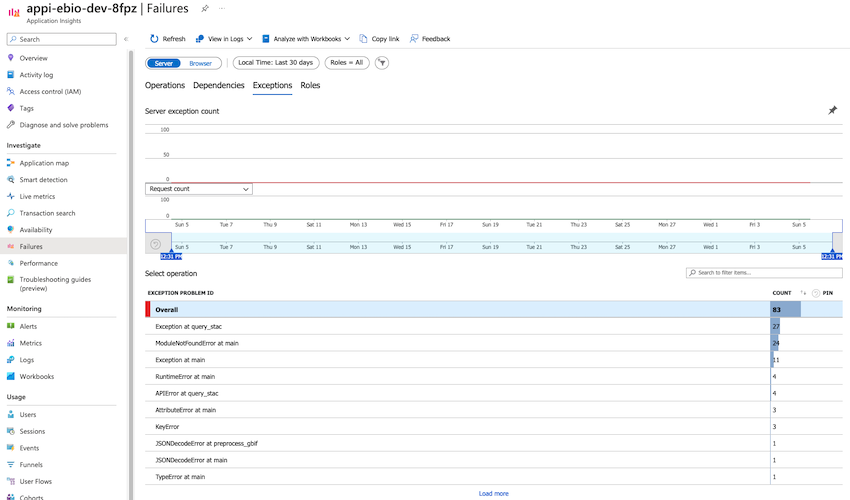 appi-ebio-dev-8fpz | Failures
Application Insights
Search
Refresh
View in Logs
Analyze with Workbooks
Copy link
Feedback
Overview
Activity log
Access control (IAM)
Tags
Diagnose and solve problems
Investigate
Application map
Smart detection
Live metrics
Transaction search
Availability
Failures
Performance
Troubleshooting guides
(preview)
Monitoring
Alerts
Metrics
Logs
Workbooks
Usage
Users
Sessions
Events
Funnels
User Flows
Cohorts
Server Browser
Local Time: Last 30 days
Roles = All
Operations Dependencies Exceptions Roles
Server exception count
100
50
0
Request count
100
0
Sun 5 Tue 7 Thu 9 Sat 11 Mon 13 Wed 15 Fri 17 Sun 19 Tue 21 Thu 23 Sat 25 Mon 27 Wed 1 Fri 3 Sun 5
Sun 5 Tue 7 Thu 9 Sat 11 Mon 13 Wed 15 Fri 17 Sun 19 Tue 21 Thu 23 Sat 25 Mon 27 Wed 1 Fri 3 Sun 5
12:31 PM 12:31 PM
Select operation
Search to filter items...
EXCEPTION PROBLEM ID COUNT PIN
Overall 83
Exception at query_stac 27
ModuleNotFoundError at main 24
Exception at main 11
RuntimeError at main 4
APIError at query_stac 4
AttributeError at main 3
KeyError 3
JSONDecodeError at preprocess_gbif 1
JSONDecodeError at main 1
TypeError at main 1
Load more